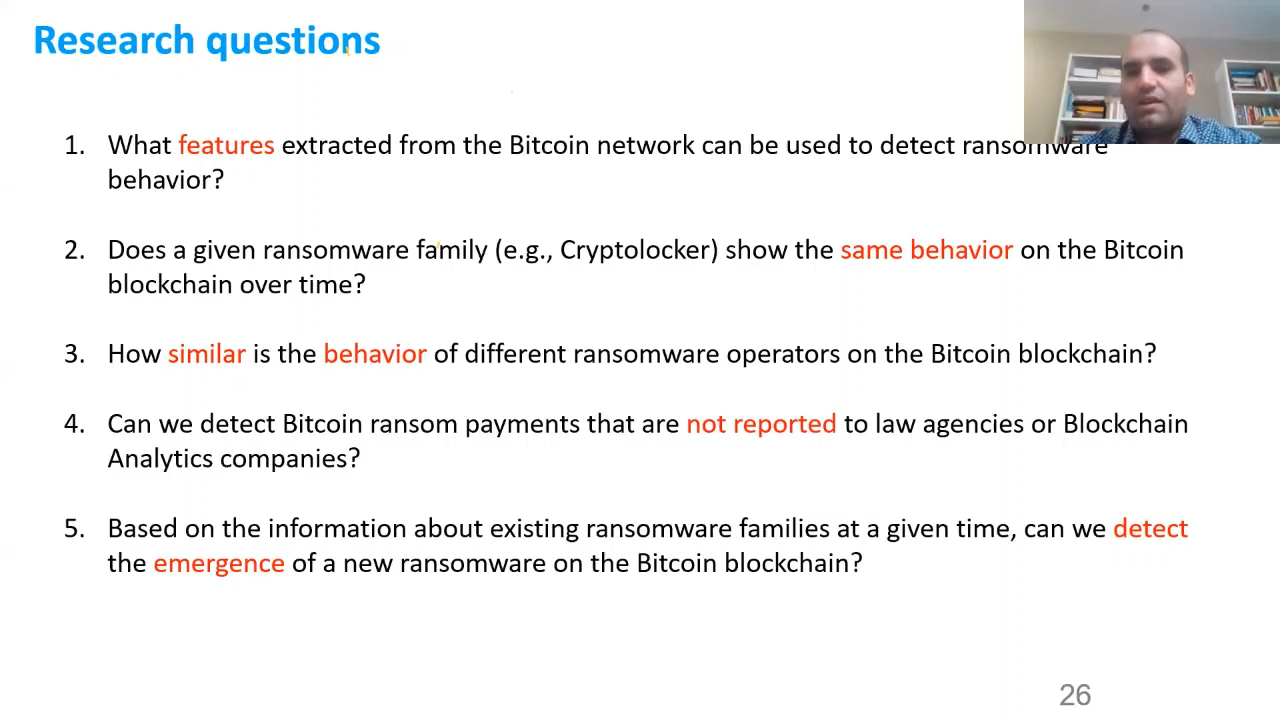 Research questions
1. What features extracted from the Bitcoin network can be used to detect ransomware
behavior?
2. Does a given ransomware family (e.g., Cryptolocker) show the same behavior on the Bitcoin
blockchain over time?
3. How similar is the behavior of different ransomware operators on the Bitcoin blockchain?
4. Can we detect Bitcoin ransom payments that are not reported to law agencies or Blockchain
Analytics companies?
5. Based on the information about existing ransomware families at a given time, can we detect
the emergence of a new ransomware on the Bitcoin blockchain?
26